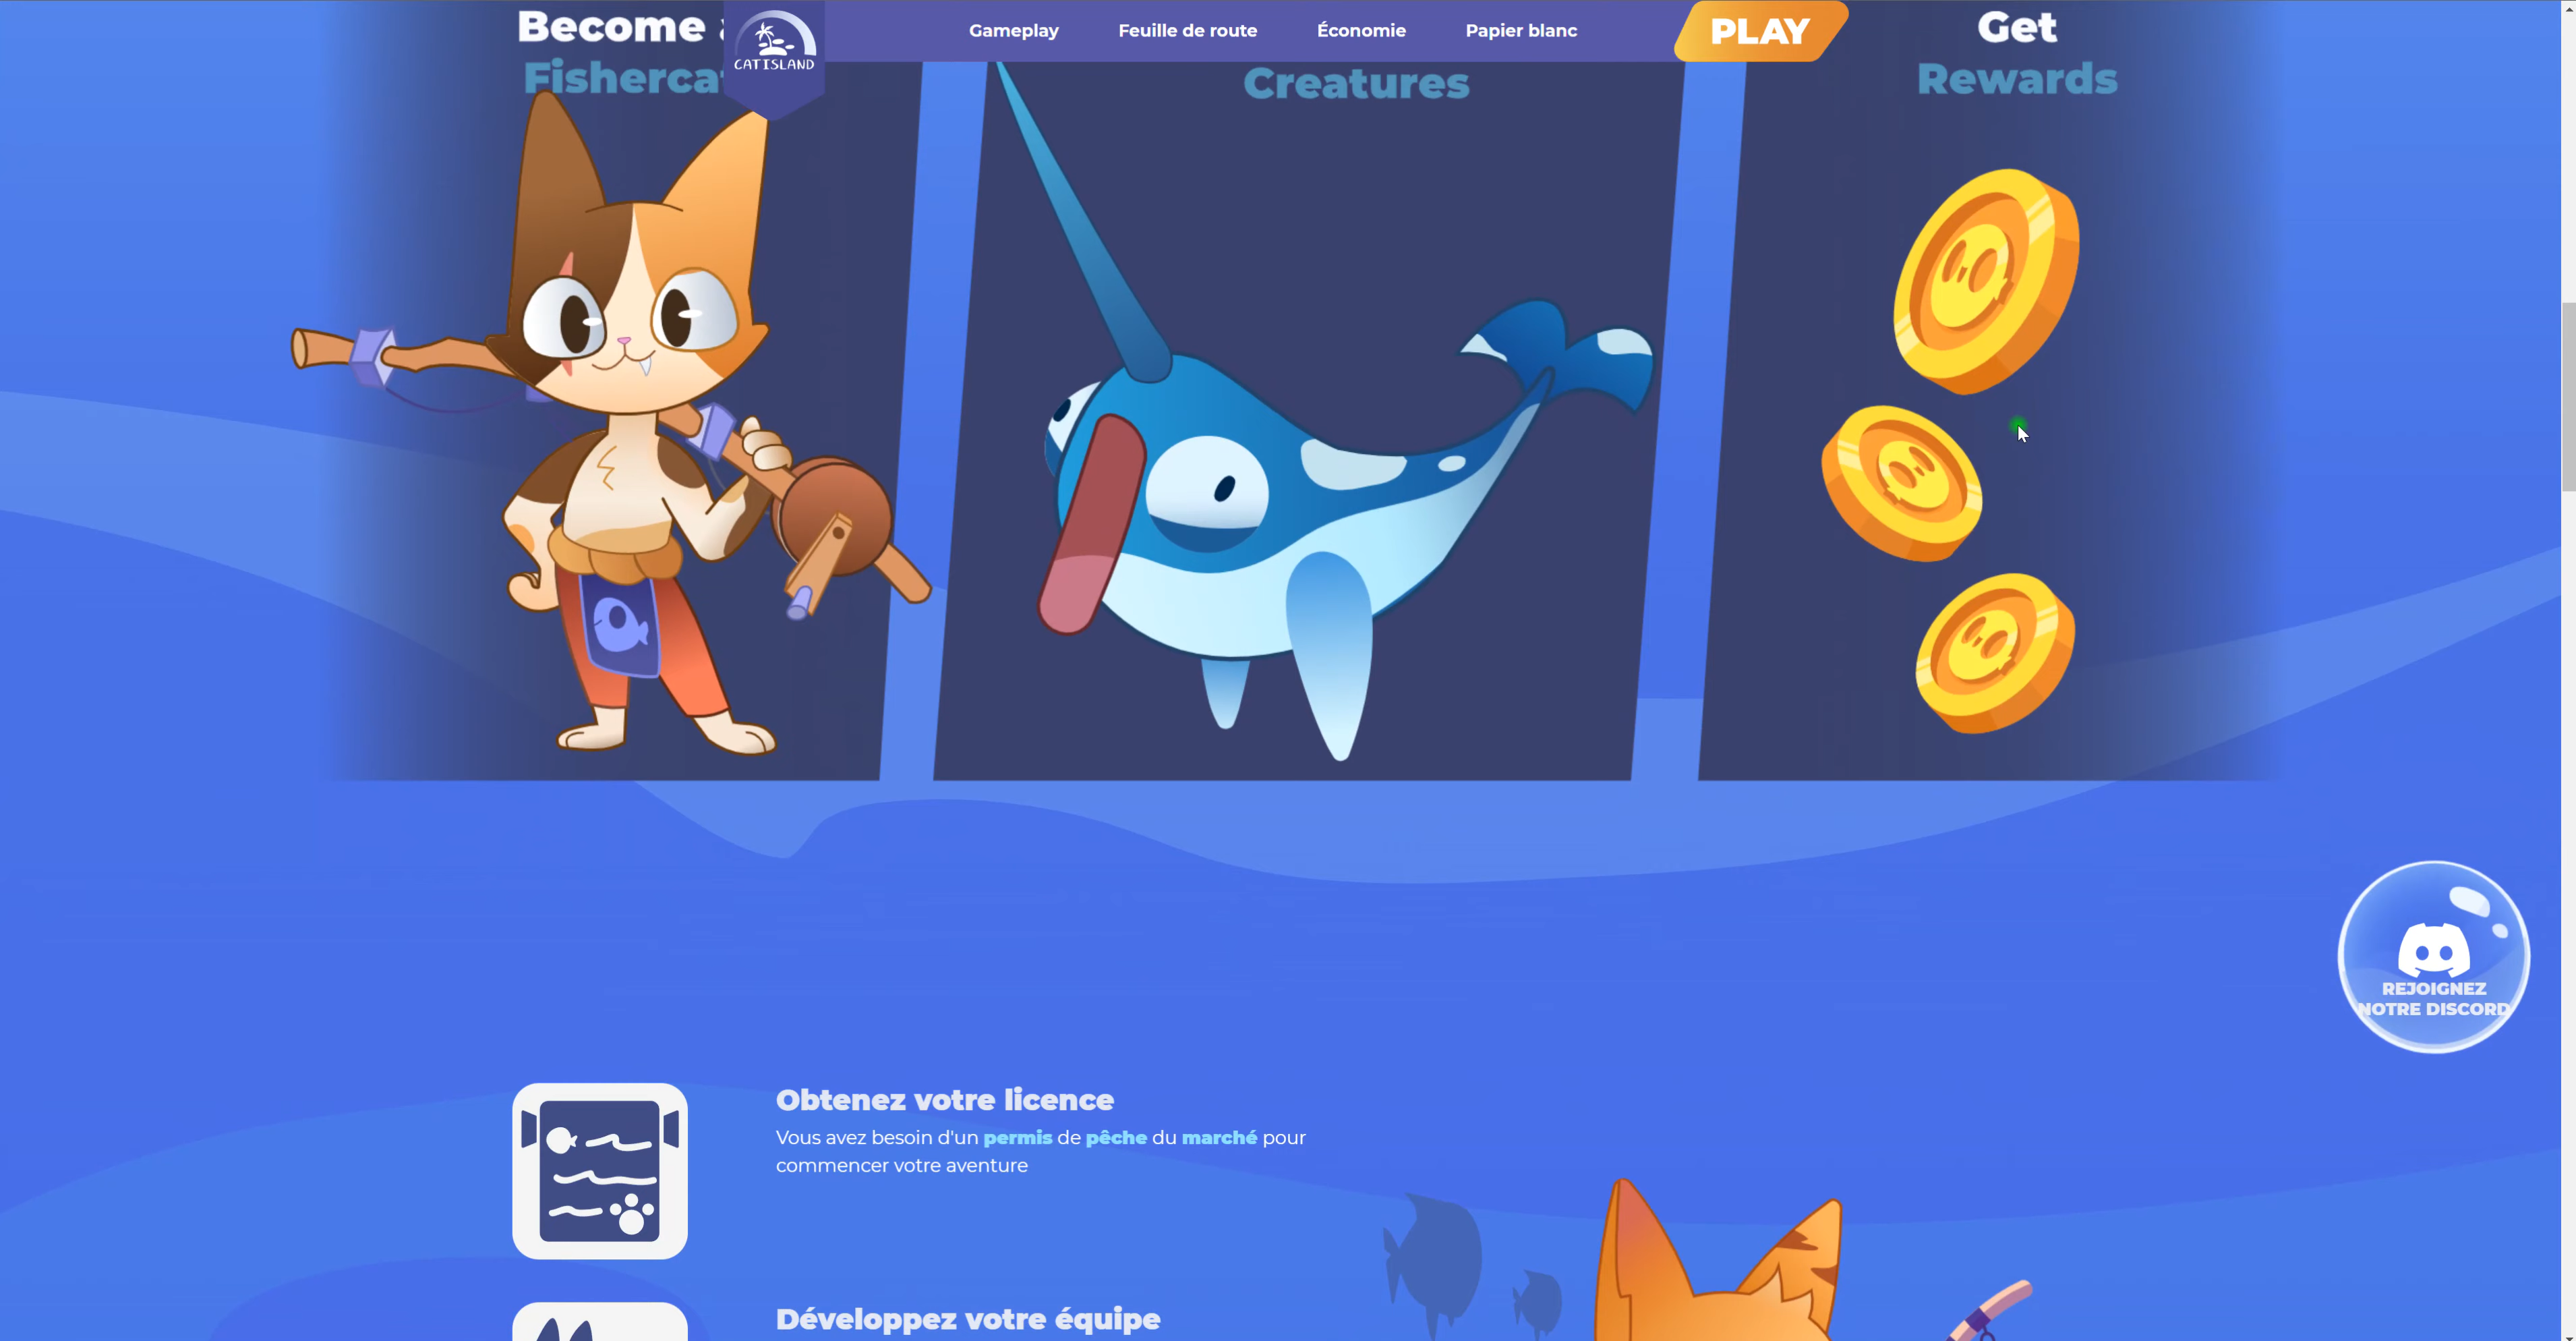 Become a
Fishercat
CATISLAND
Gameplay
Feuille de route
Économie
Papier blanc
PLAY
Creatures
Get
Rewards
REJOIGNEZ
NOTRE DISCORD
Obtenez votre licence
Vous avez besoin d'un permis de pêche du marché pour
commencer votre aventure
Développez votre équipe